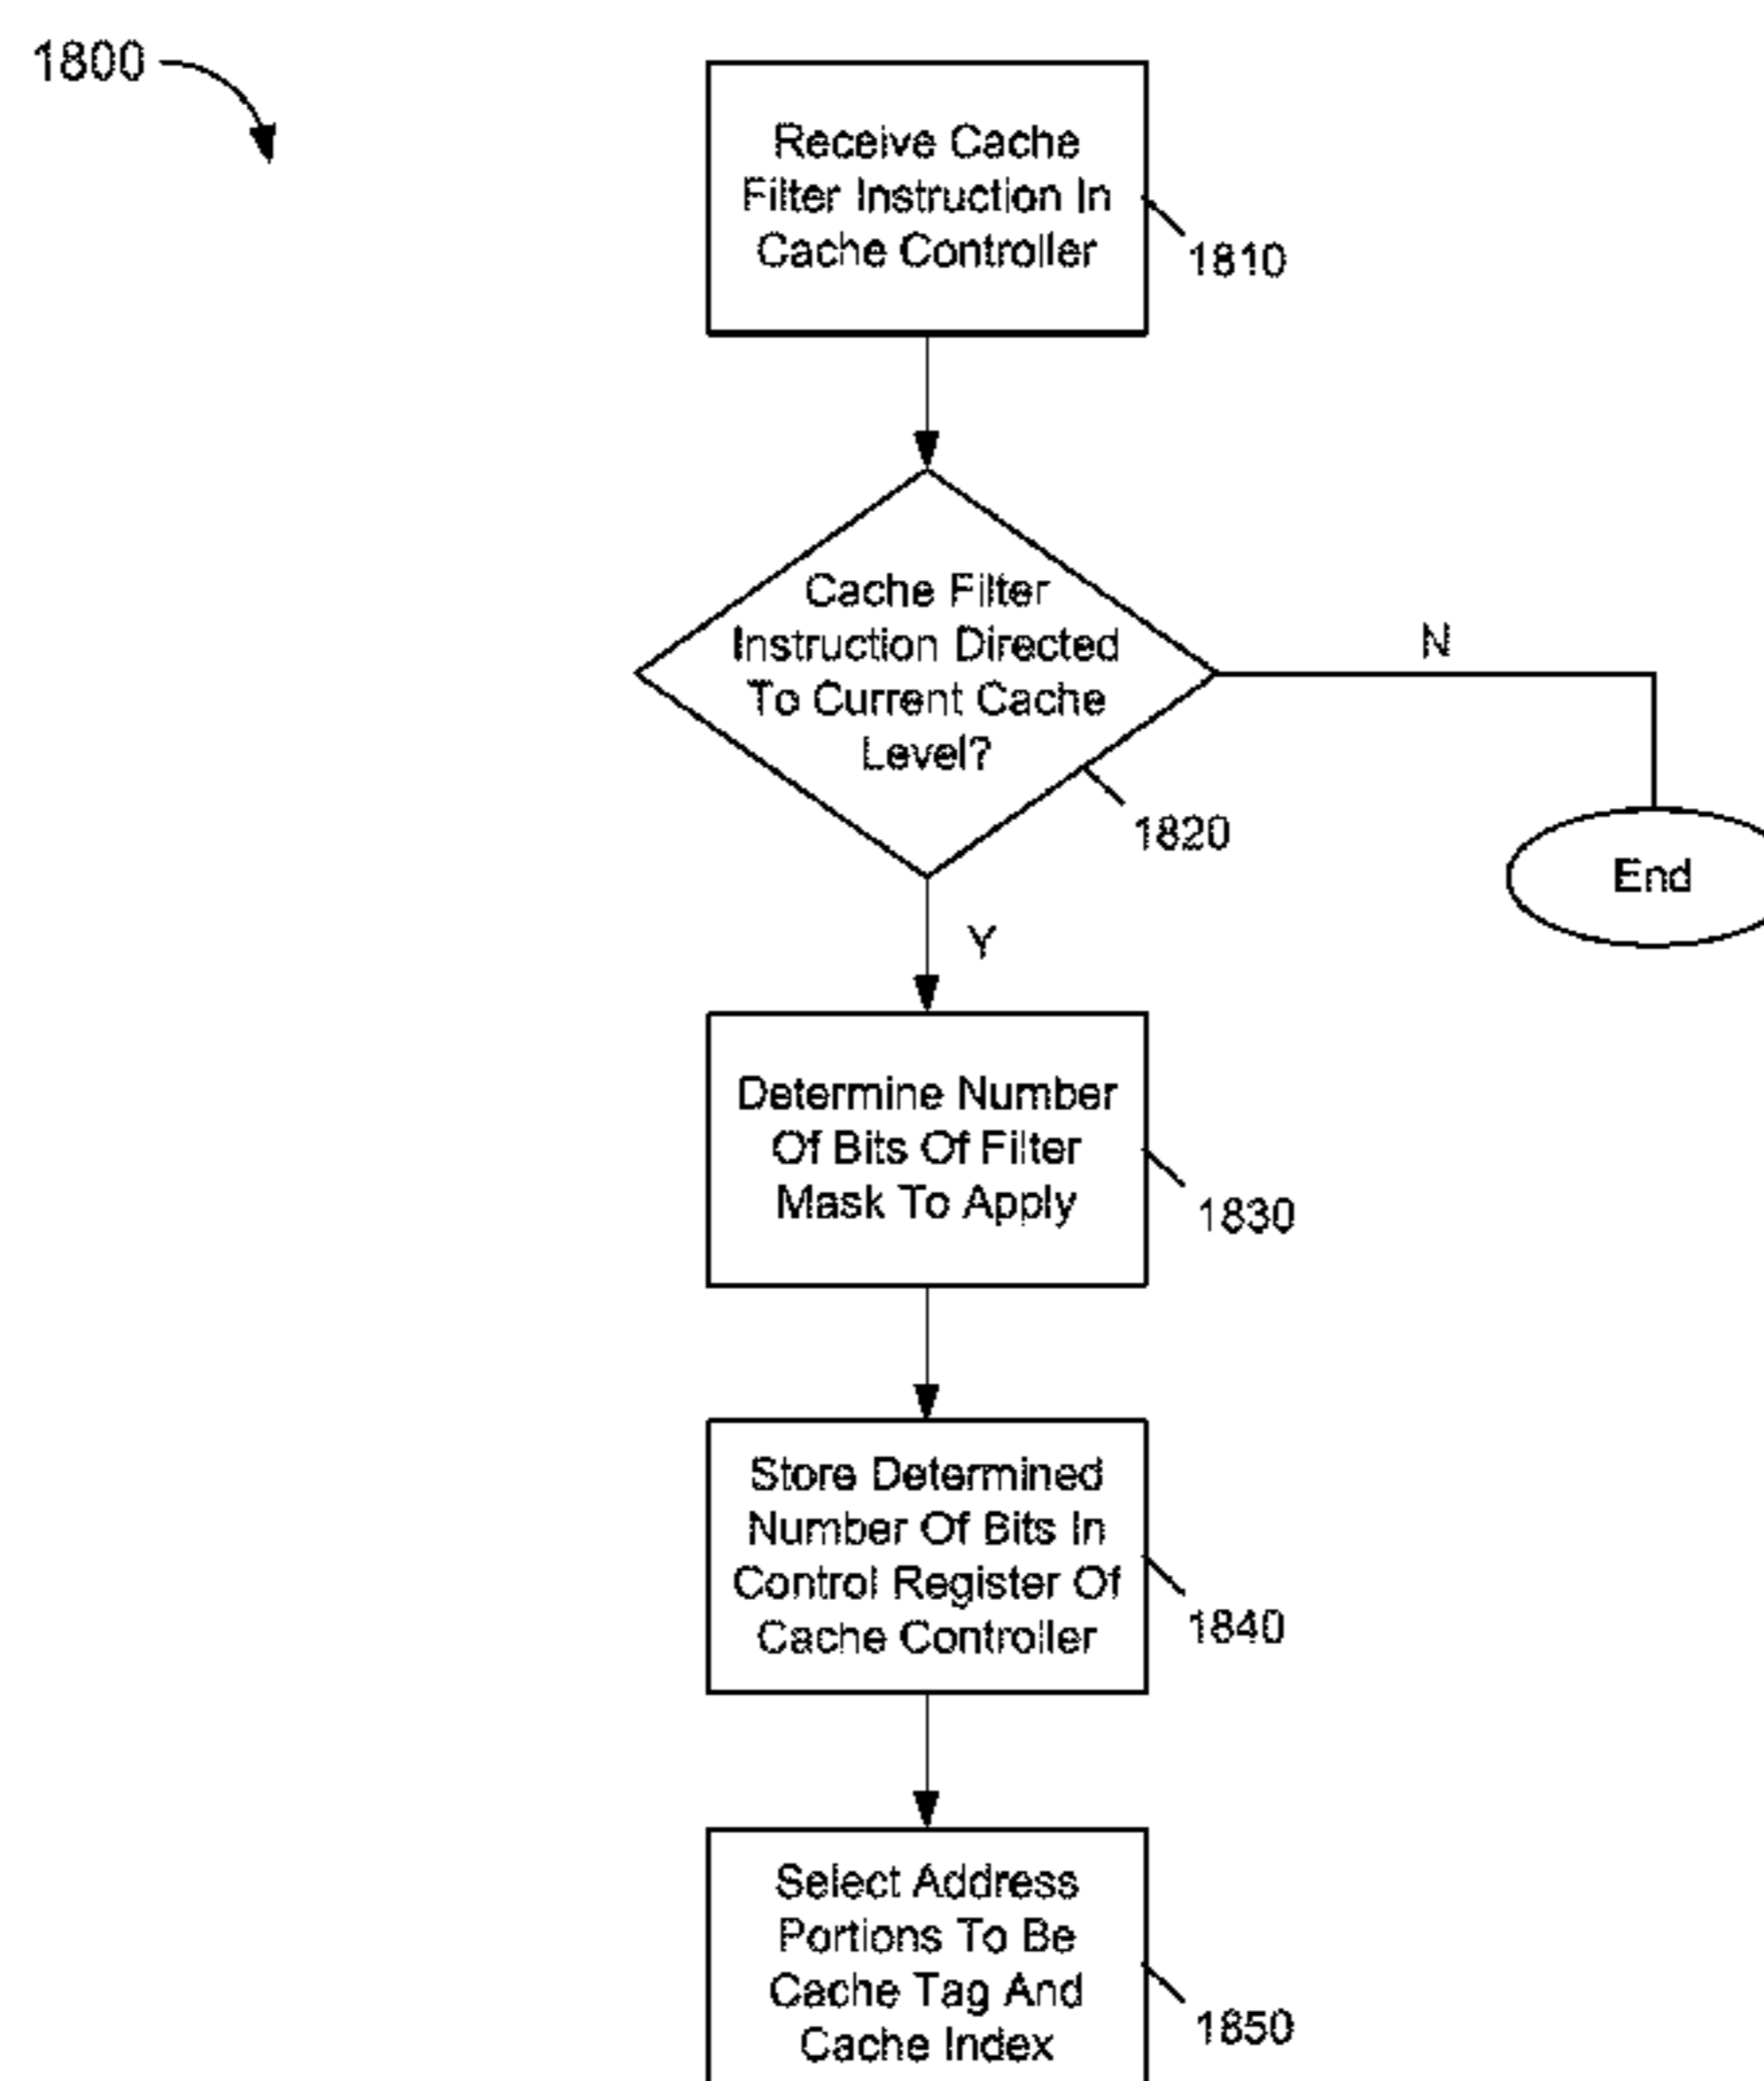 1800
Receive Cache
Filter Instruction In
Cache Controller
1810
Cache Filter
Instruction Directed
To Current Cache
Level?
N
1820
End
Y
Determine Number
Of Bits Of Filter
Mask To Apply
1830
Store Determined
Number Of Bits In
Control Register Of
Cache Controller
1840
Select Address
Portions To Be
Cache Tag And
Cache Index
1850